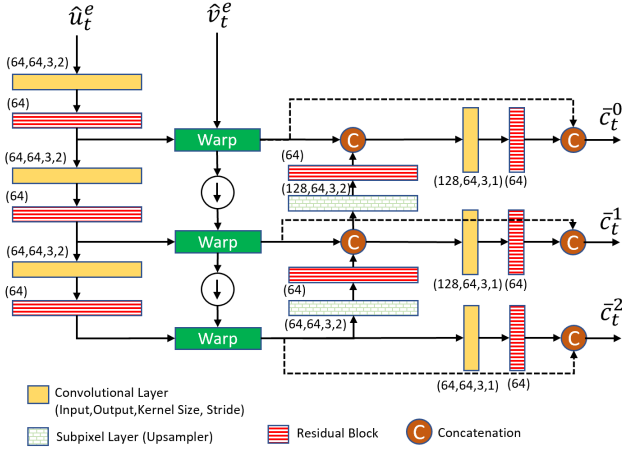 û_t^e
v̂_t^e
(64,64,3,2)
(64)
(64,64,3,2)
(64)
(64,64,3,2)
(64)
Warp
Warp
Warp
C
(64)
(128,64,3,2)
C
(64)
(64,64,3,2)
(128,64,3,1) (64)
C
c̄_t^0
(128,64,3,1) (64)
C
c̄_t^1
(64,64,3,1) (64)
C
c̄_t^2
Convolutional Layer
(Input,Output,Kernel Size, Stride)
Subpixel Layer (Upsampler)
Residual Block
C Concatenation